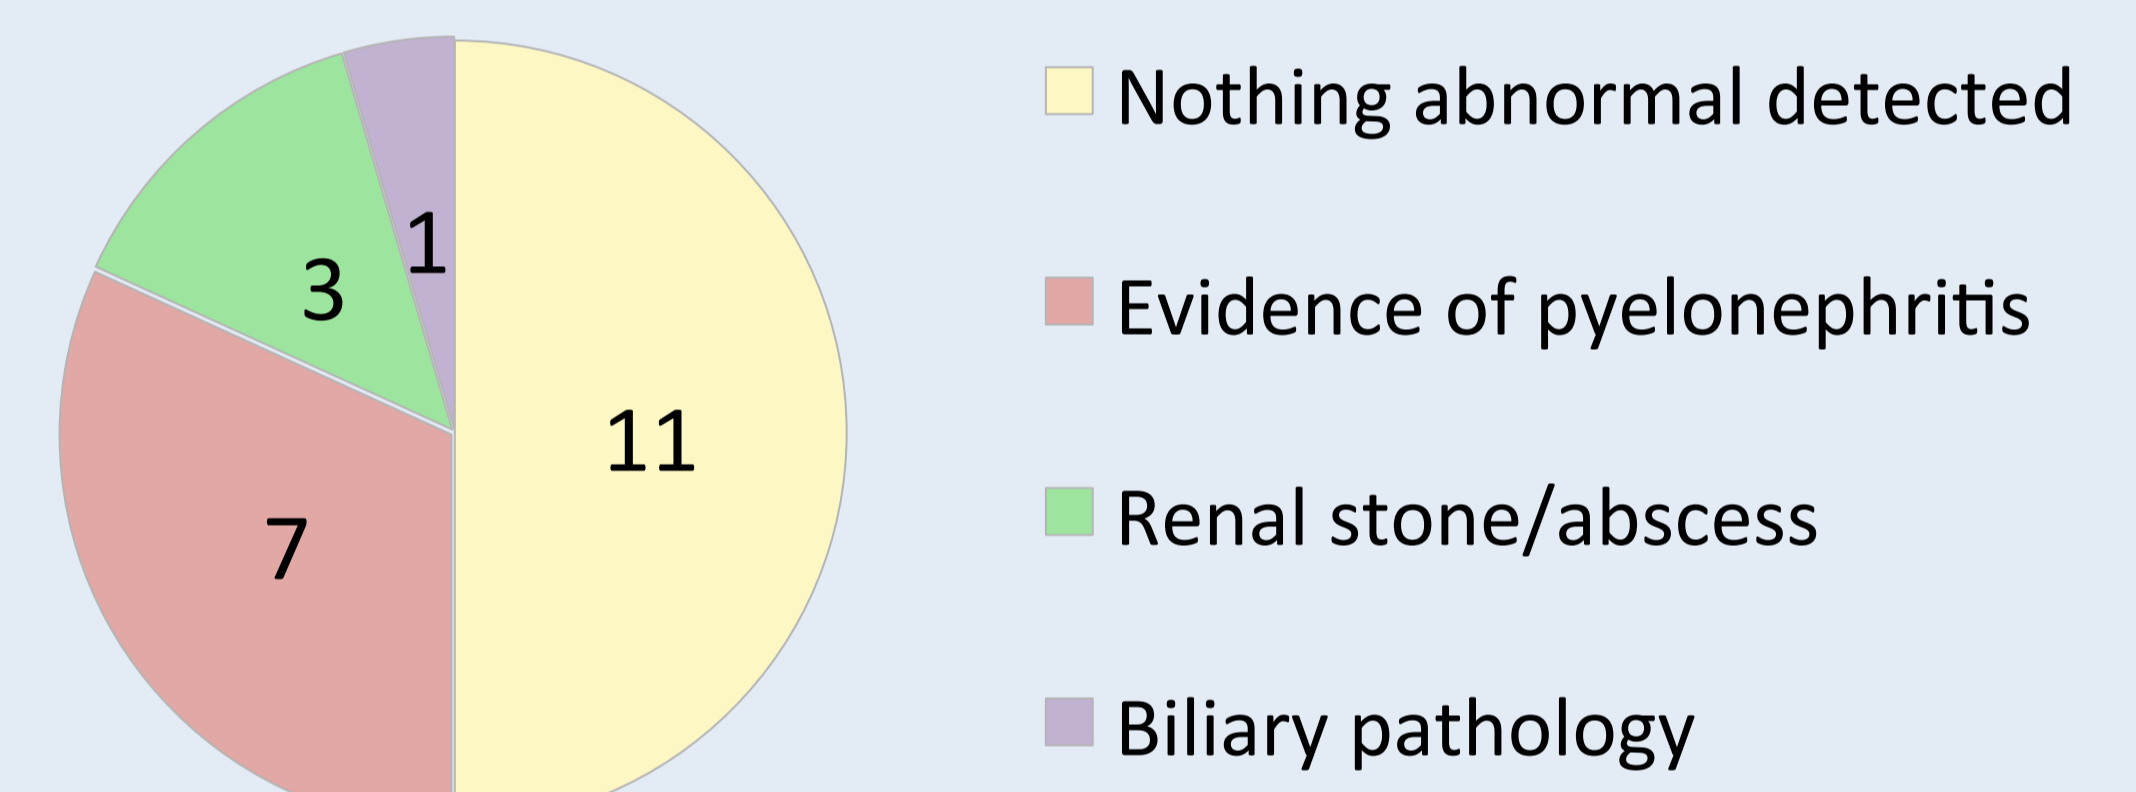 Nothing abnormal detected
1
3
Evidence of pyelonephritis
11
7
Renal stone/abscess
Biliary pathology